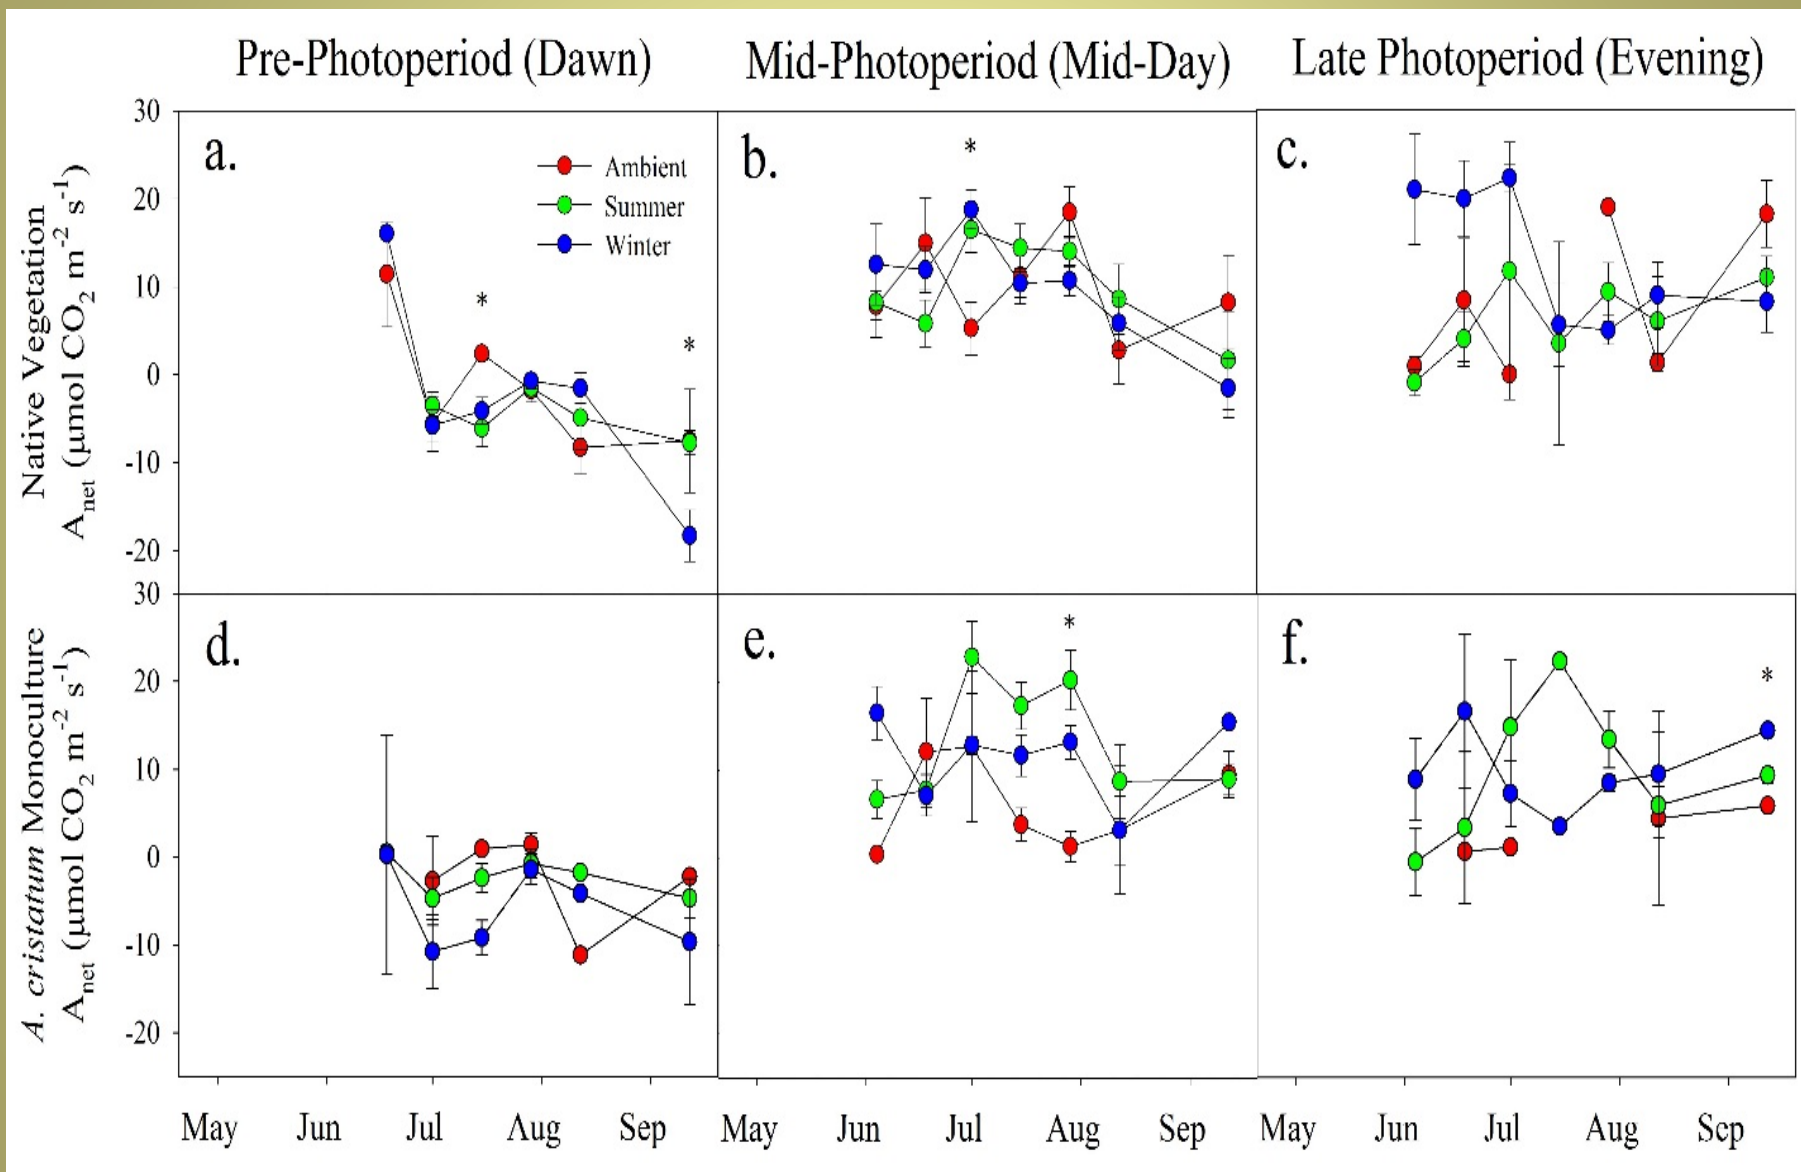 Pre-Photoperiod (Dawn)
Mid-Photoperiod (Mid-Day)
Late Photoperiod (Evening)
Native Vegetation
Aₙₑₜ (µmol CO₂ m⁻² s⁻¹)
30
20
10
0
-10
-20
a.
Ambient
Summer
Winter
*
*
b.
*
c.
A. cristatum Monoculture
Aₙₑₜ (µmol CO₂ m⁻² s⁻¹)
30
20
10
0
-10
-20
d.
e.
*
f.
*
May Jun Jul Aug Sep
May Jun Jul Aug Sep
May Jun Jul Aug Sep